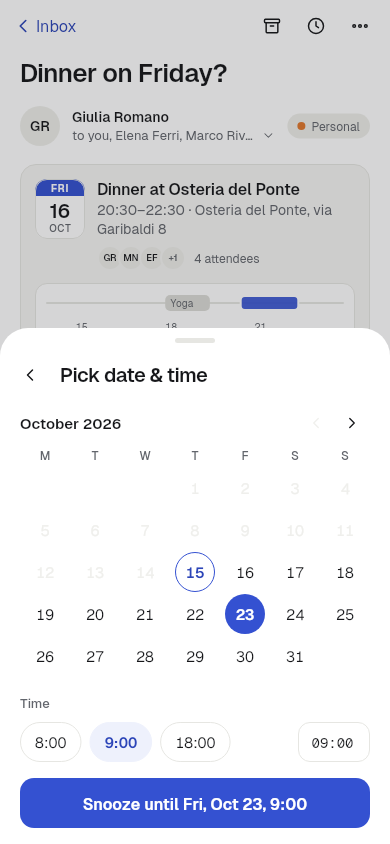 Inbox
Dinner on Friday?
GR
Giulia Romano
to you, Elena Ferri, Marco Riv...
Personal
FRI
16
OCT
Dinner at Osteria del Ponte
20:30–22:30 · Osteria del Ponte, via
Garibaldi 8
GR MN EF +1 4 attendees
Yoga
15 18 21
Pick date & time
October 2026
M T W T F S S
1 2 3 4
5 6 7 8 9 10 11
12 13 14 15 16 17 18
19 20 21 22 23 24 25
26 27 28 29 30 31
Time
8:00 9:00 18:00 09:00
Snooze until Fri, Oct 23, 9:00